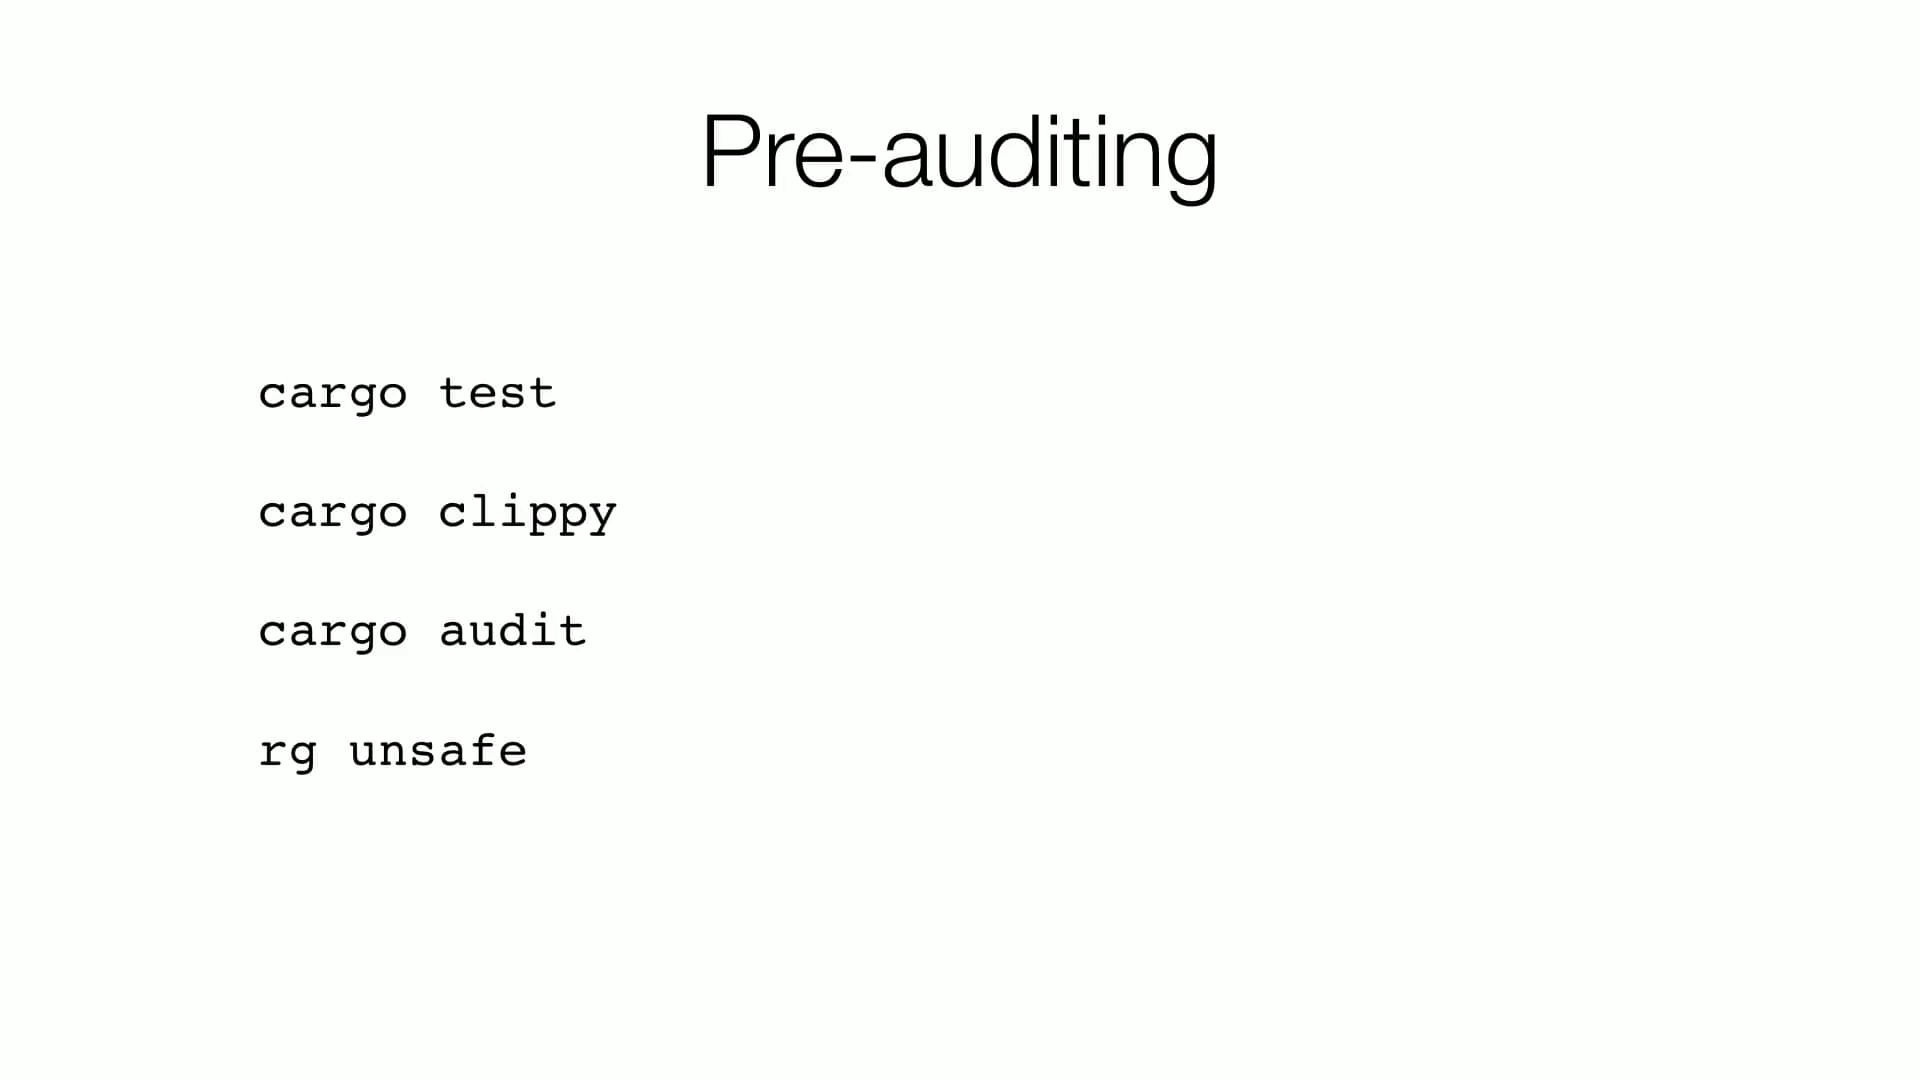 Pre-auditing
cargo test
cargo clippy
cargo audit
rg unsafe